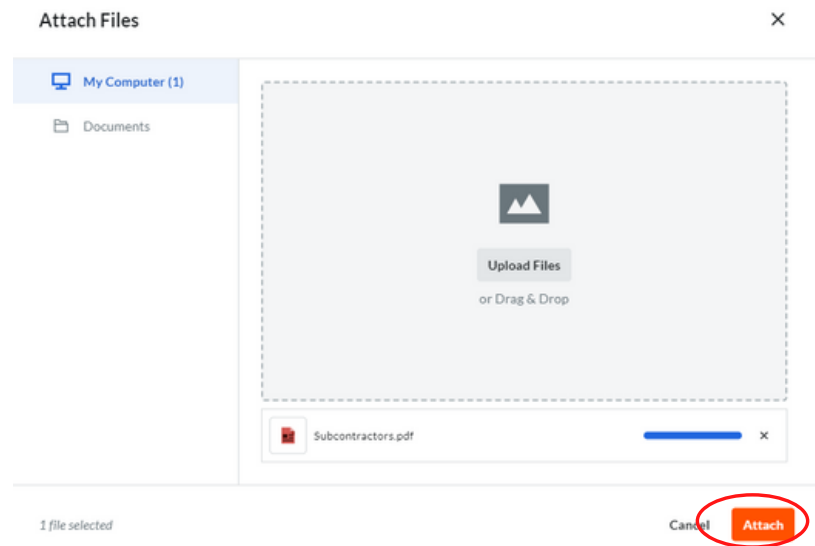 Attach Files
My Computer (1)
Documents
Upload Files
or Drag & Drop
Subcontractors.pdf
1 file selected
Cancel
Attach